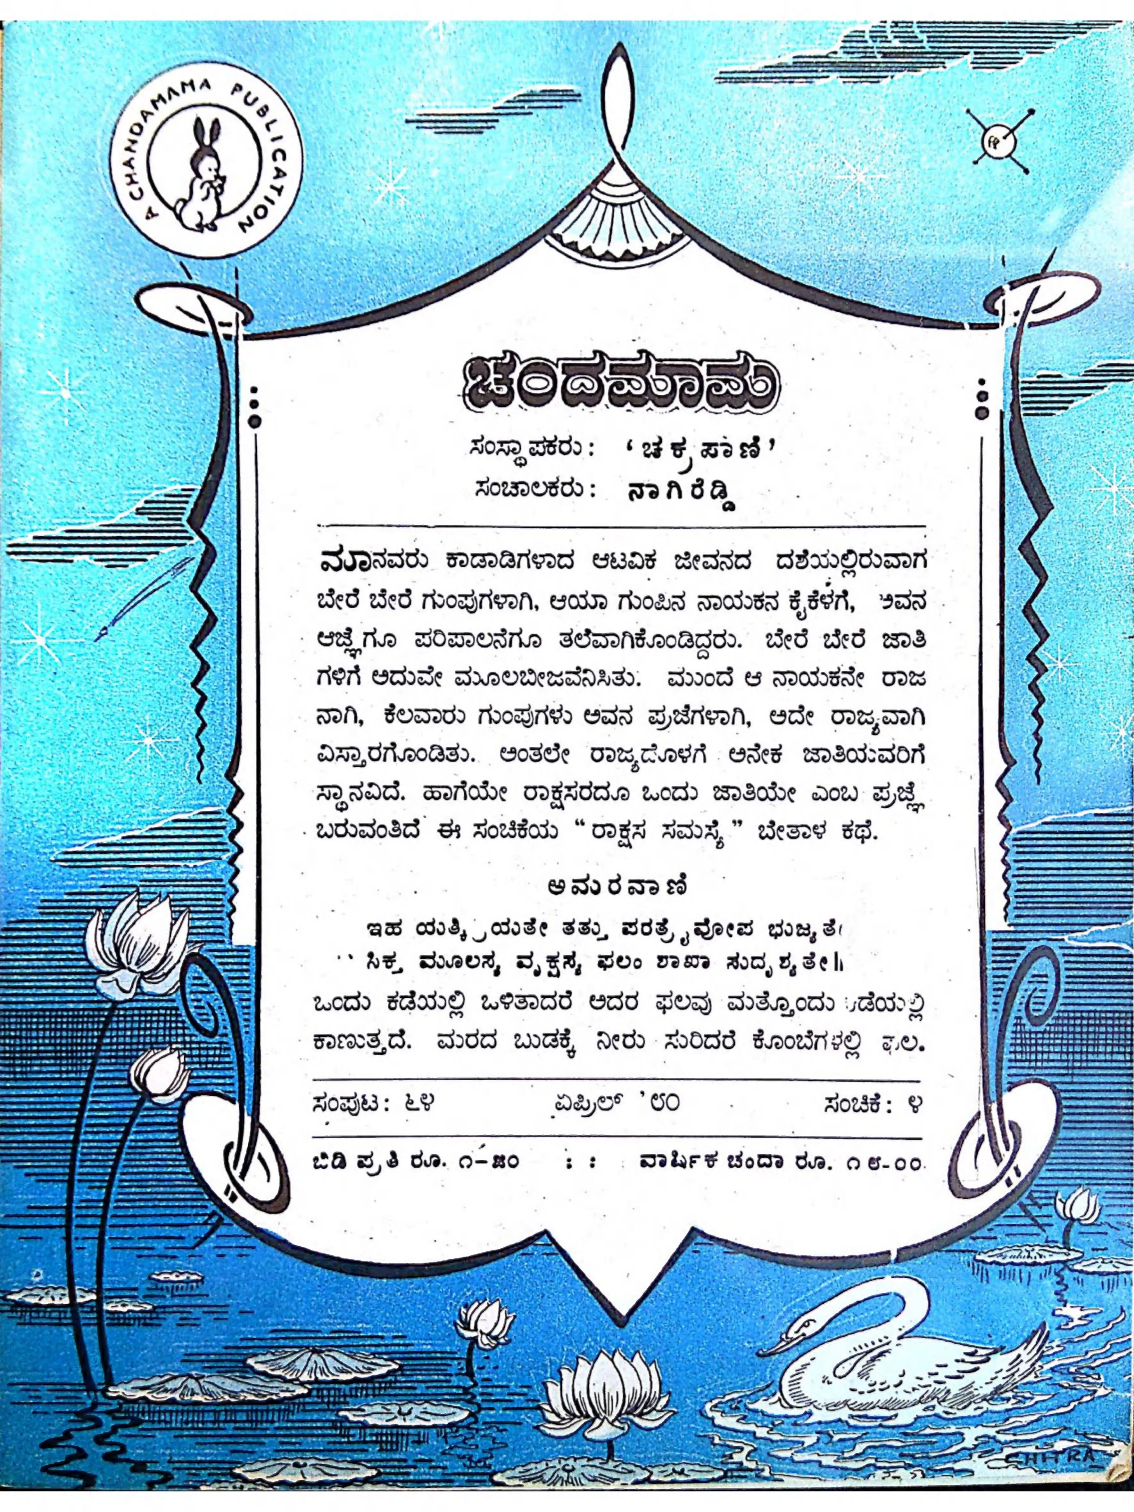 A CHANDAMAMA PUBLICATION
ಚಂದಮಾಮ
ಸಂಸ್ಥಾಪಕರು: ‘ಚಕ್ರಪಾಣಿ’
ಸಂಚಾಲಕರು: ನಾಗಿರೆಡ್ಡಿ
ಮಾನವರು ಕಾಡಾಡಿಗಳಾದ ಆಟವಿಕ ಜೀವನದ ದಶೆಯಲ್ಲಿರುವಾಗ
ಬೇರೆ ಬೇರೆ ಗುಂಪುಗಳಾಗಿ, ಆಯಾ ಗುಂಪಿನ ನಾಯಕನ ಕೈಕೆಳಗೆ, ಅವನ
ಆಜ್ಞೆಗೂ ಪರಿಪಾಲನೆಗೂ ತಲೆವಾಗಿಕೊಂಡಿದ್ದರು. ಬೇರೆ ಬೇರೆ ಜಾತಿ
ಗಳಿಗೆ ಅದುವೇ ಮೂಲಬೀಜವೆನಿಸಿತು. ಮುಂದೆ ಆ ನಾಯಕನೇ ರಾಜ
ನಾಗಿ, ಕೆಲವಾರು ಗುಂಪುಗಳು ಅವನ ಪ್ರಜೆಗಳಾಗಿ, ಅದೇ ರಾಜ್ಯವಾಗಿ
ವಿಸ್ತಾರಗೊಂಡಿತು. ಅಂತಲೇ ರಾಜ್ಯದೊಳಗೆ ಅನೇಕ ಜಾತಿಯವರಿಗೆ
ಸ್ಥಾನವಿದೆ. ಹಾಗೆಯೇ ರಾಕ್ಷಸರದೂ ಒಂದು ಜಾತಿಯೇ ಎಂಬ ಪ್ರಜ್ಞೆ
ಬರುವಂತಿದೆ ಈ ಸಂಚಿಕೆಯ “ರಾಕ್ಷಸ ಸಮಸ್ಯೆ” ಬೇತಾಳ ಕಥೆ.
ಅಮರವಾಣಿ
ಇಹ ಯತ್ಕ್ರಿಯತೇ ತತ್ತು ಪರತ್ರೈವೋಪ ಭುಜ್ಯತೆ
ಸಿಕ್ತ ಮೂಲಸ್ಯ ವೃಕ್ಷಸ್ಯ ಫಲಂ ಶಾಖಾ ಸುದೃಶ್ಯತೇ॥
ಒಂದು ಕಡೆಯಲ್ಲಿ ಒಳಿತಾದರೆ ಅದರ ಫಲವು ಮತ್ತೊಂದು ಎಡೆಯಲ್ಲಿ
ಕಾಣುತ್ತದೆ. ಮರದ ಬುಡಕ್ಕೆ ನೀರು ಸುರಿದರೆ ಕೊಂಬೆಗಳಲ್ಲಿ ಫಲ.
ಸಂಪುಟ: ೬೪ ಏಪ್ರಿಲ್ ’೮೦ ಸಂಚಿಕೆ: ೪
ಬಿಡಿ ಪ್ರತಿ ರೂ. ೧-೫೦ : : ವಾರ್ಷಿಕ ಚಂದಾ ರೂ. ೧೮-೦೦
CHITRA